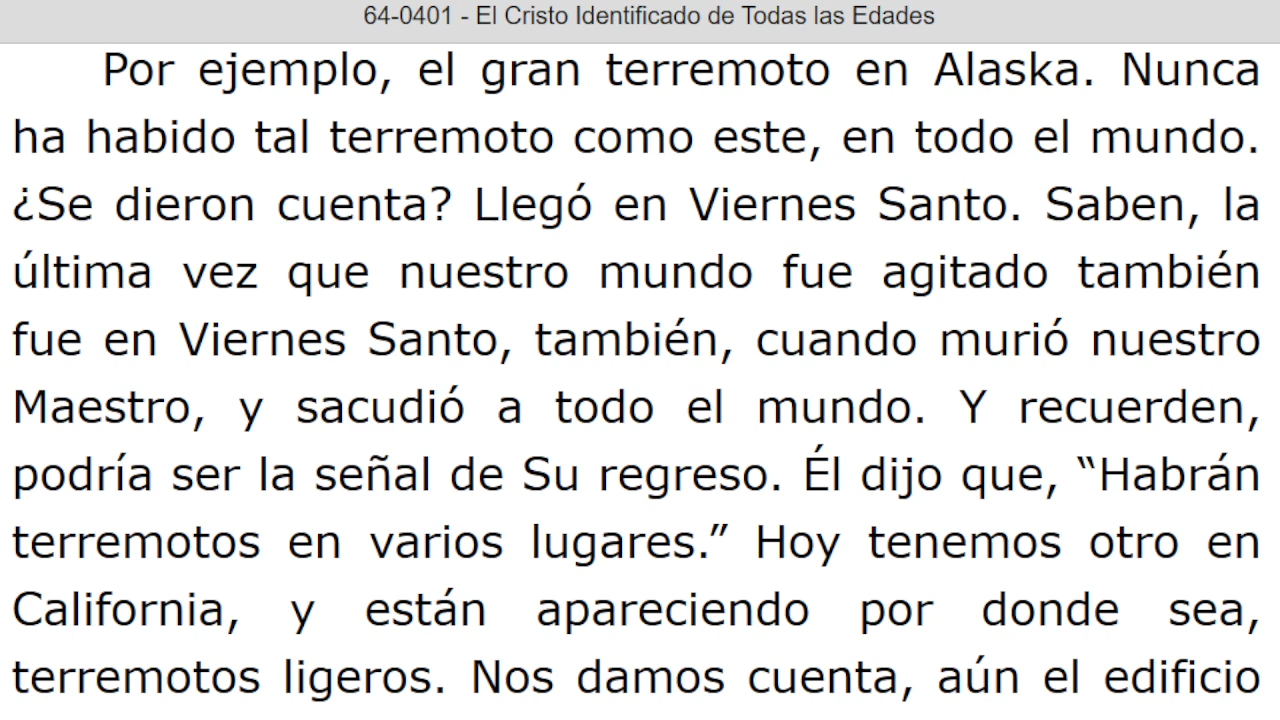 64-0401 - El Cristo Identificado de Todas las Edades
Por ejemplo, el gran terremoto en Alaska. Nunca
ha habido tal terremoto como este, en todo el mundo.
¿Se dieron cuenta? Llegó en Viernes Santo. Saben, la
última vez que nuestro mundo fue agitado también
fue en Viernes Santo, también, cuando murió nuestro
Maestro, y sacudió a todo el mundo. Y recuerden,
podría ser la señal de Su regreso. Él dijo que, “Habrán
terremotos en varios lugares.” Hoy tenemos otro en
California, y están apareciendo por donde sea,
terremotos ligeros. Nos damos cuenta, aún el edificio